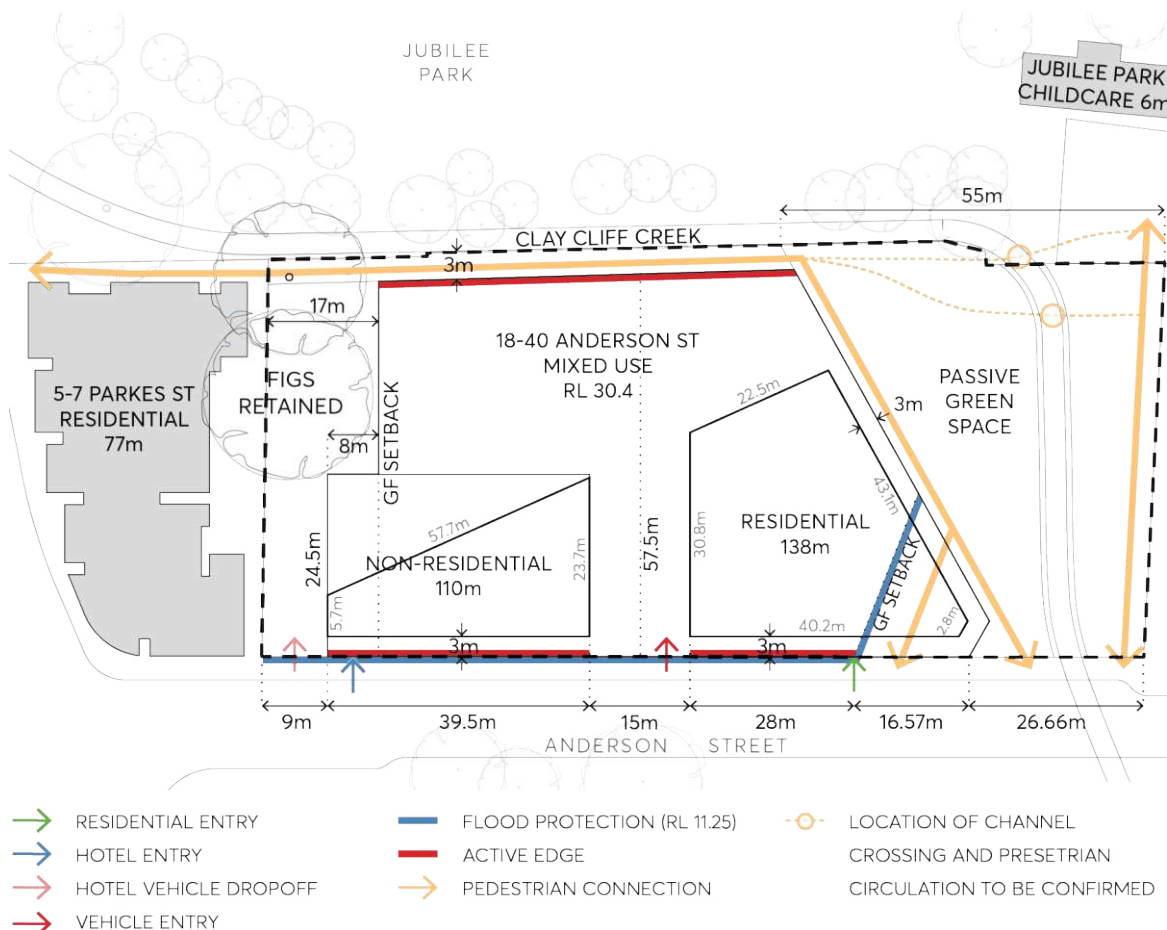 JUBILEE
PARK
JUBILEE PARK
CHILDCARE 6m
55m
CLAY CLIFF CREEK
3m
17m
18-40 ANDERSON ST
MIXED USE
RL 30.4
5-7 PARKES ST
RESIDENTIAL
77m
FIGS
RETAINED
8m
GF SETBACK
22.5m
3m
PASSIVE
GREEN
SPACE
43.1m
57.7m
NON-RESIDENTIAL
110m
24.5m
5.7m
23.7m
57.5m
30.8m
RESIDENTIAL
138m
GF SETBACK
40.2m
2.8m
3m
3m
9m
39.5m
15m
28m
16.57m
26.66m
ANDERSON STREET
RESIDENTIAL ENTRY
HOTEL ENTRY
HOTEL VEHICLE DROPOFF
VEHICLE ENTRY
FLOOD PROTECTION (RL 11.25)
ACTIVE EDGE
PEDESTRIAN CONNECTION
LOCATION OF CHANNEL
CROSSING AND PRESETRIAN
CIRCULATION TO BE CONFIRMED